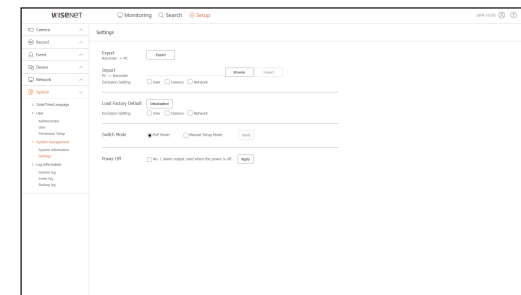 WISENET
Monitoring Search Setup
QRN-410S
Camera
Record
Event
Device
Network
System
Date/Time/Language
User
Administrator
User
Permission Setup
System Management
System Information
Settings
Log Information
System log
Event log
Backup log
Settings
Export
Recorder -> PC
Export
Import
PC -> Recorder
Browse Import
Exclusion Setting User Camera Network
Load Factory Default Initialization
Exclusion Setting User Camera Network
Switch Mode PnP Mode Manual Setup Mode Apply
Power Off No. 1 alarm output used when the power is off. Apply